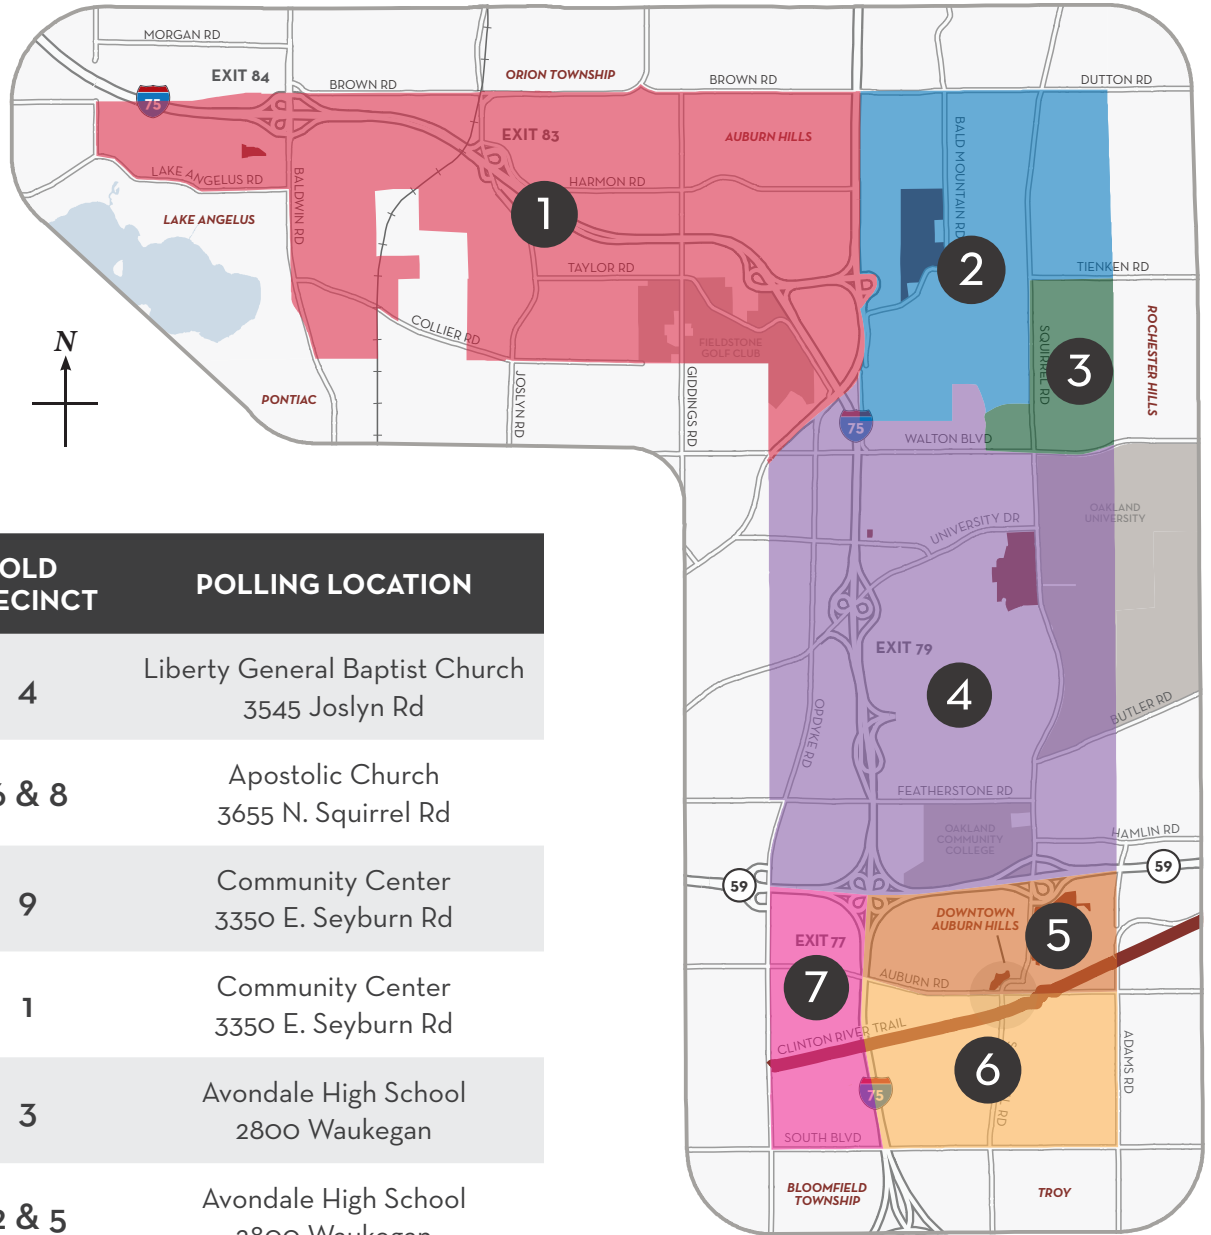 MORGAN RD
EXIT 84
ORION TOWNSHIP
BROWN RD
BROWN RD
DUTTON RD
75
EXIT 83
AUBURN HILLS
BALD MOUNTAIN RD
LAKE ANGELUS RD
BALDWIN RD
HARMON RD
1
LAKE ANGELUS
2
TAYLOR RD
TIENKEN RD
N
COLLIER RD
FIELDSTONE
GOLF CLUB
SQUIRREL RD
3
ROCHESTER HILLS
PONTIAC
JOSLYN RD
GIDDINGS RD
75
WALTON BLVD
OAKLAND
UNIVERSITY
UNIVERSITY DR
EXIT 79
4
OPDYKE RD
BUTLER RD
FEATHERSTONE RD
OAKLAND
COMMUNITY
COLLEGE
HAMLIN RD
59
59
DOWNTOWN
AUBURN HILLS
5
EXIT 77
7
AUBURN RD
CLINTON RIVER TRAIL
6
ADAMS RD
75
RD
SOUTH BLVD
BLOOMFIELD
TOWNSHIP
TROY
OLD
ECINCT
POLLING LOCATION
4
Liberty General Baptist Church
3545 Joslyn Rd
6 & 8
Apostolic Church
3655 N. Squirrel Rd
9
Community Center
3350 E. Seyburn Rd
1
Community Center
3350 E. Seyburn Rd
3
Avondale High School
2800 Waukegan
2 & 5
Avondale High School
2800 Waukegan